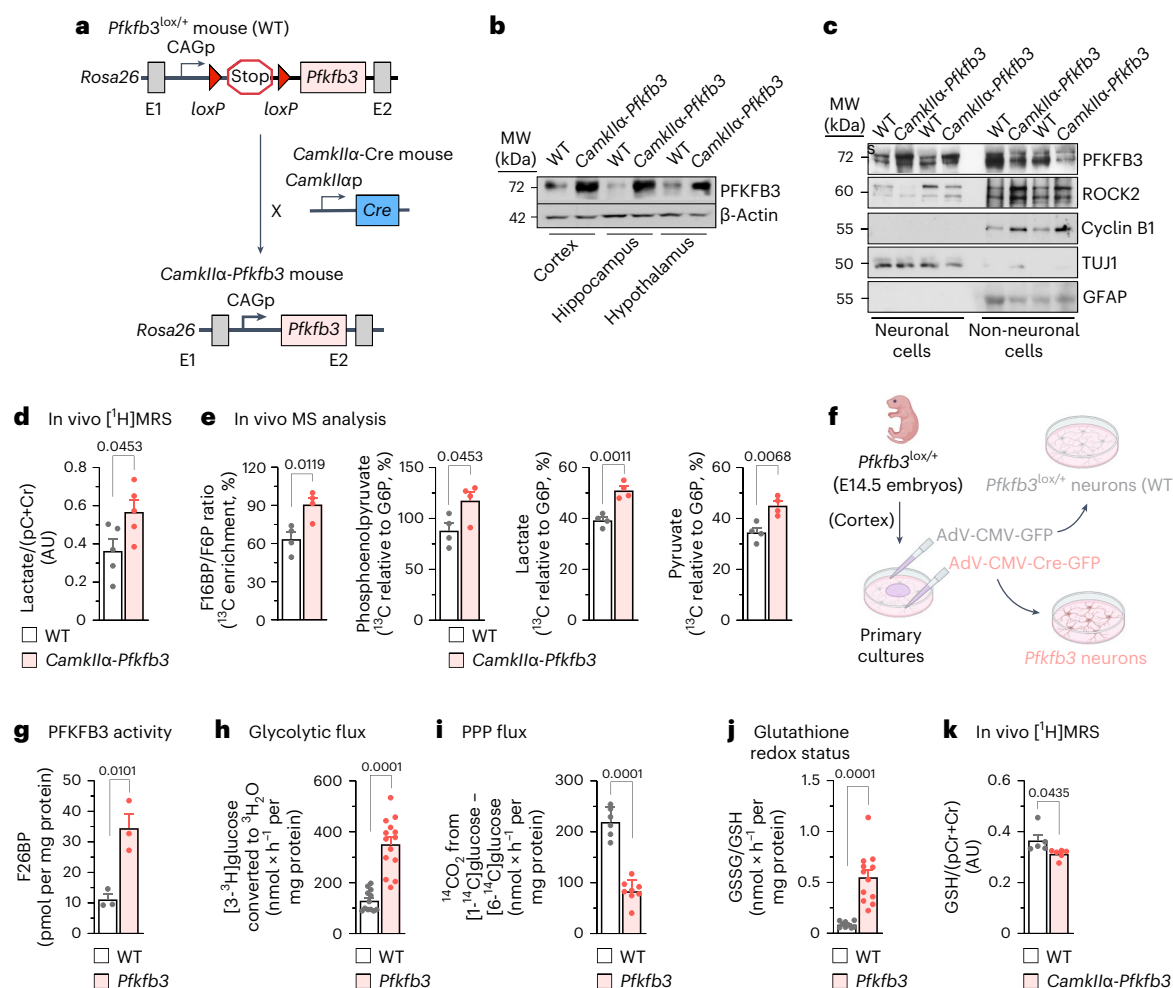 a
Pfkfb3lox/+ mouse (WT)
CAGp
Rosa26
Stop
Pfkfb3
E1
loxP
loxP
E2
CamkIIα-Cre mouse
CamkIIαp
X
Cre
CamkIIα-Pfkfb3 mouse
CAGp
Rosa26
Pfkfb3
E1
E2
b
MW
(kDa)
WT
CamkIIα-Pfkfb3
WT
CamkIIα-Pfkfb3
WT
CamkIIα-Pfkfb3
72
PFKFB3
42
β-Actin
Cortex
Hippocampus
Hypothalamus
c
MW
(kDa)
WT
CamkIIα-Pfkfb3
WT
CamkIIα-Pfkfb3
WT
CamkIIα-Pfkfb3
WT
CamkIIα-Pfkfb3
s
72
PFKFB3
60
ROCK2
55
Cyclin B1
50
TUJ1
55
GFAP
Neuronal
cells
Non-neuronal
cells
d In vivo [1H]MRS
0.0453
Lactate/(pC+Cr)
(AU)
0.8
0.6
0.4
0.2
0
WT
CamkIIα-Pfkfb3
e In vivo MS analysis
0.0119
F16BP/F6P ratio
(13C enrichment, %)
120
90
60
30
0
0.0453
Phosphoenolpyruvate
(13C relative to G6P, %)
150
100
50
0
0.0011
Lactate
(13C relative to G6P, %)
60
40
20
0
0.0068
Pyruvate
(13C relative to G6P, %)
60
40
20
0
WT
CamkIIα-Pfkfb3
f
Pfkfb3lox/+
(E14.5 embryos)
(Cortex)
Pfkfb3lox/+ neurons (WT
AdV-CMV-GFP
AdV-CMV-Cre-GFP
Primary
cultures
Pfkfb3 neurons
g PFKFB3 activity
0.0101
F26BP
(pmol per mg protein)
50
40
30
20
10
0
WT
Pfkfb3
h Glycolytic flux
0.0001
[3-3H]glucose
converted to 3H2O
(nmol × h−1 per
mg protein)
600
400
200
0
WT
Pfkfb3
i PPP flux
0.0001
14CO2 from
[1-14C]glucose −
[6-14C]glucose
(nmol × h−1 per
mg protein)
300
200
100
0
WT
Pfkfb3
j Glutathione
redox status
0.0001
GSSG/GSH
(nmol × h−1 per
mg protein)
1.5
1.0
0.5
0
WT
Pfkfb3
k In vivo [1H]MRS
0.0435
GSH/(pCr+Cr)
(AU)
0.6
0.4
0.2
0
WT
CamkIIα-Pfkfb3